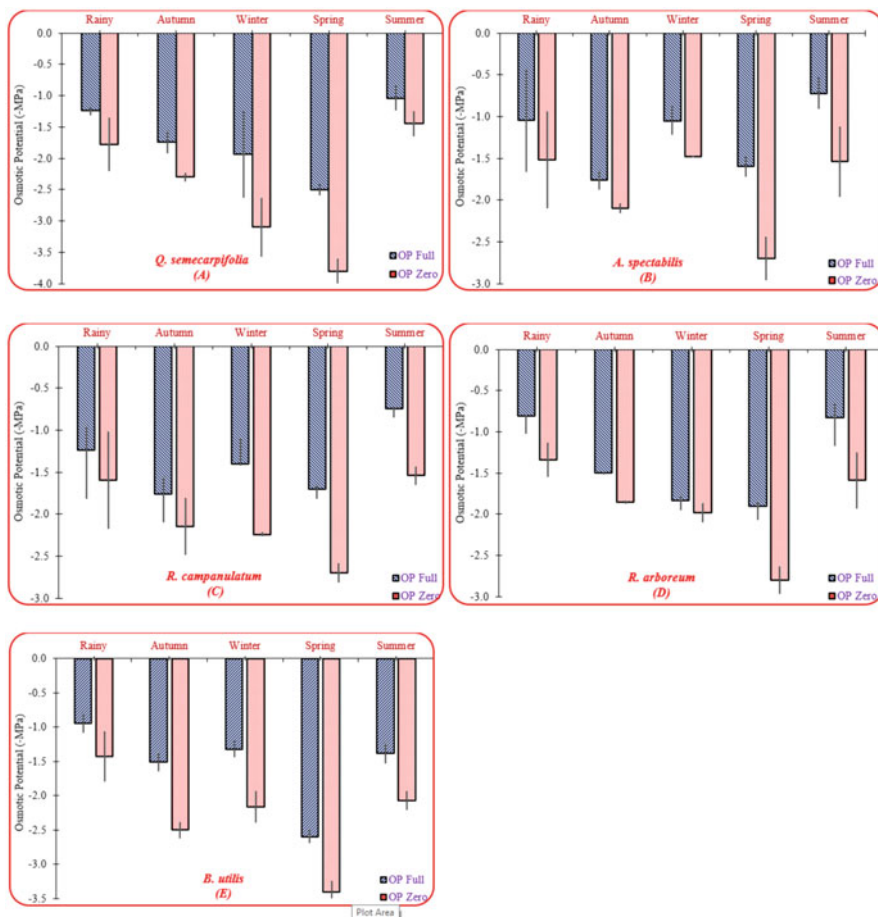 Rainy Autumn Winter Spring Summer
0.0
-0.5
-1.0
-1.5
-2.0
-2.5
-3.0
-3.5
-4.0
Osmotic Potential (-MPa)
Q. semecarpifolia
(A)
OP Full
OP Zero
Rainy Autumn Winter Spring Summer
0.0
-0.5
-1.0
-1.5
-2.0
-2.5
-3.0
Osmotic Potential (-MPa)
A. spectabilis
(B)
OP Full
OP Zero
Rainy Autumn Winter Spring Summer
0.0
-0.5
-1.0
-1.5
-2.0
-2.5
-3.0
Osmotic Potential (-MPa)
R. campanulatum
(C)
OP Full
OP Zero
Rainy Autumn Winter Spring Summer
0.0
-0.5
-1.0
-1.5
-2.0
-2.5
-3.0
Osmotic Potential (-MPa)
R. arboreum
(D)
OP Full
OP Zero
Rainy Autumn Winter Spring Summer
0.0
-0.5
-1.0
-1.5
-2.0
-2.5
-3.0
-3.5
Osmotic Potential (-MPa)
B. utilis
(E)
OP Full
OP Zero
Plot Area